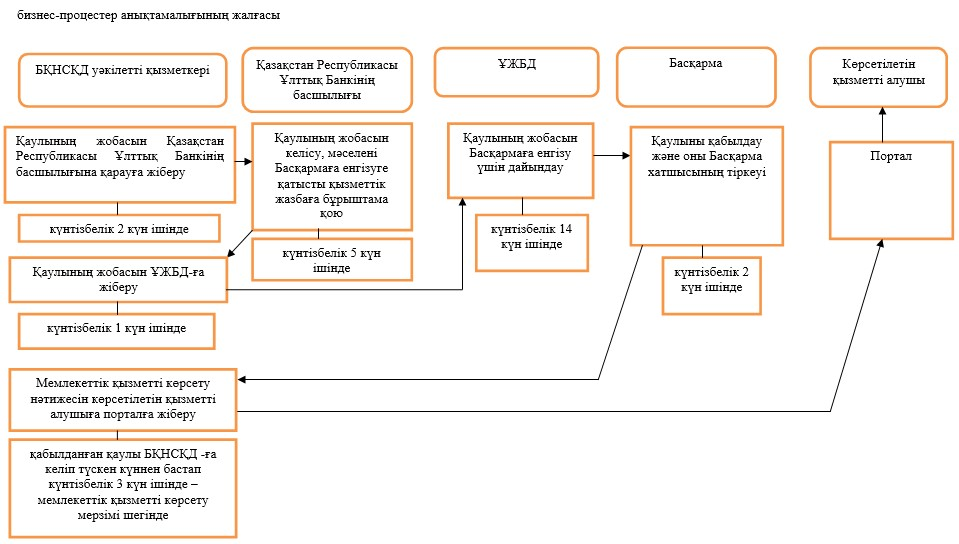 бизнес-процестер анықтамалығының жалғасы
БҚНСҚД уәкілетті қызметкері
Қазақстан Республикасы
Ұлттық Банкінің
басшылығы
ҰЖБД
Басқарма
Көрсетілетін
қызметті алушы
Қаулының жобасын Қазақстан
Республикасы Ұлттық Банкінің
басшылығына қарауға жіберу
күнтізбелік 2 күн ішінде
Қаулының жобасын
келісу, мәселені
Басқармаға енгізуге
қатысты қызметтік
жазбаға бұрыштама
қою
күнтізбелік 5 күн
ішінде
Қаулының жобасын
Басқармаға енгізу
үшін дайындау
күнтізбелік 14
күн ішінде
Қаулыны қабылдау
және оны Басқарма
хатшысының тіркеуі
күнтізбелік 2
күн ішінде
Портал
Қаулының жобасын ҰЖБД-ға
жіберу
күнтізбелік 1 күн ішінде
Мемлекеттік қызметті көрсету
нәтижесін көрсетілетін қызметті
алушыға порталға жіберу
қабылданған қаулы БҚНСҚД -ға
келіп түскен күннен бастап
күнтізбелік 3 күн ішінде –
мемлекеттік қызметті көрсету
мерзімі шегінде